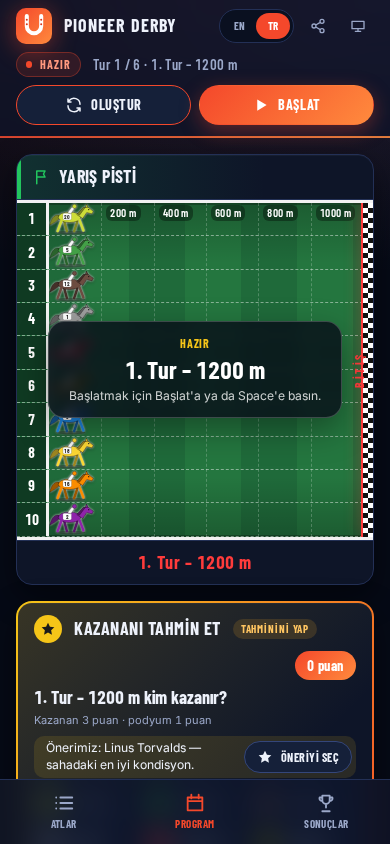 PIONEER DERBY
EN TR
HAZIR
Tur 1 / 6 · 1. Tur – 1200 m
OLUŞTUR
BAŞLAT
YARIŞ PİSTİ
200 m 400 m 600 m 800 m 1000 m
1
2
3
4
5
6
7
8
9
10
BİTİŞ
HAZIR
1. Tur – 1200 m
Başlatmak için Başlat'a ya da Space'e basın.
1. Tur – 1200 m
KAZANANI TAHMİN ET
TAHMİNİNİ YAP
0 puan
1. Tur – 1200 m kim kazanır?
Kazanan 3 puan · podyum 1 puan
Önerimiz: Linus Torvalds —
sahadaki en iyi kondisyon.
ÖNERİYİ SEÇ
ATLAR
PROGRAM
SONUÇLAR